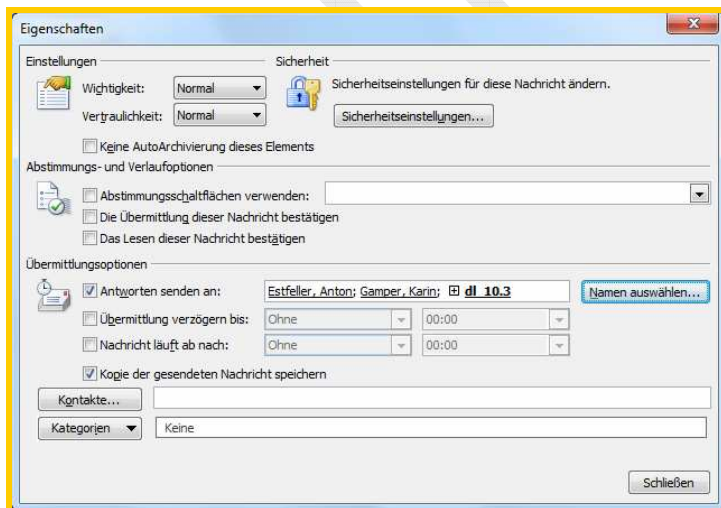 Eigenschaften
Einstellungen Sicherheit
Wichtigkeit: Normal Sicherheitseinstellungen für diese Nachricht ändern.
Vertraulichkeit: Normal Sicherheitseinstellungen...
Keine AutoArchivierung dieses Elements
Abstimmungs- und Verlaufoptionen
Abstimmungsschaltflächen verwenden:
Die Übermittlung dieser Nachricht bestätigen
Das Lesen dieser Nachricht bestätigen
Übermittlungsoptionen
Antworten senden an: Estfeller, Anton; Gamper, Karin; dl_10.3 Namen auswählen...
Übermittlung verzögern bis: Ohne 00:00
Nachricht läuft ab nach: Ohne 00:00
Kopie der gesendeten Nachricht speichern
Kontakte...
Kategorien Keine
Schließen